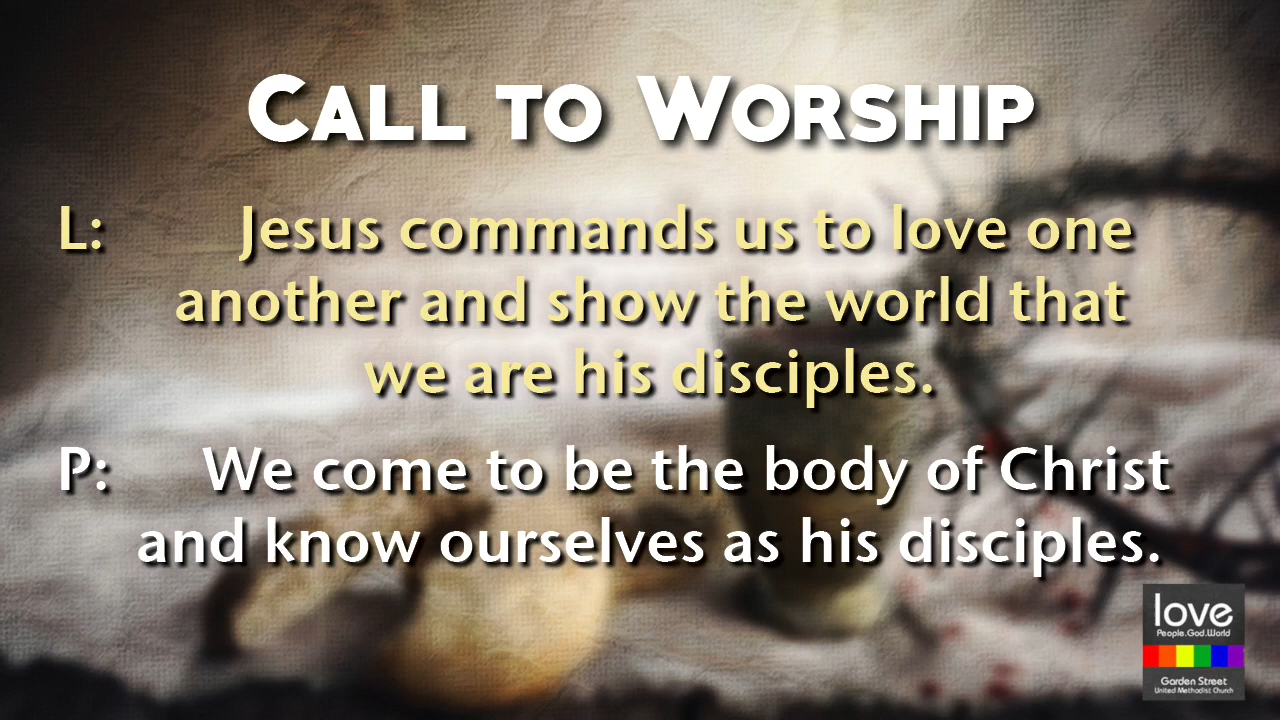 Call to Worship
L: Jesus commands us to love one
another and show the world that
we are his disciples.
P: We come to be the body of Christ
and know ourselves as his disciples.
love
People.God.World
Garden Street
United Methodist Church